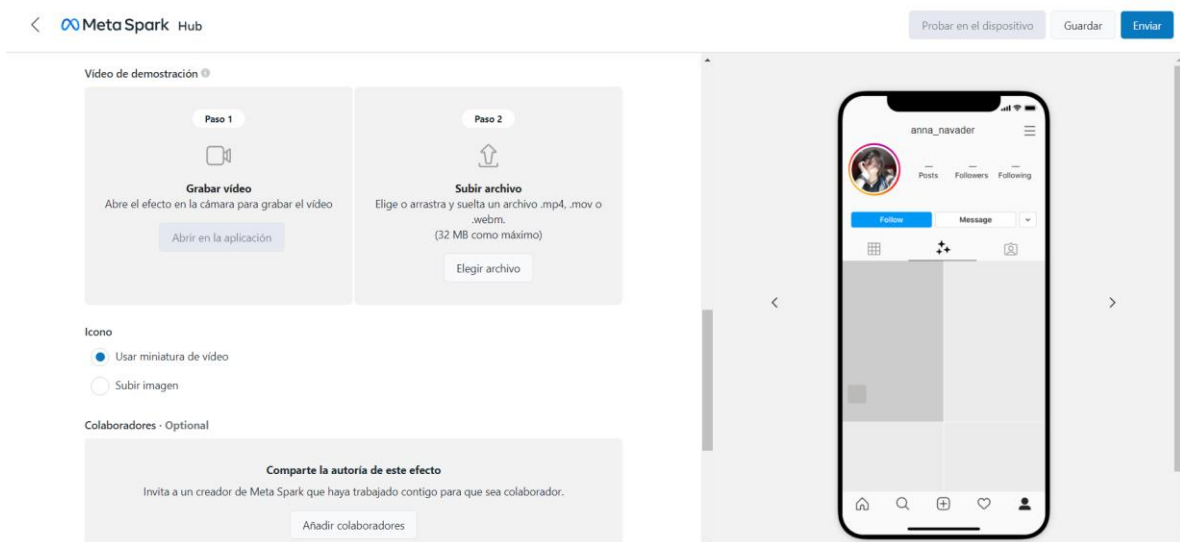 Meta Spark Hub
Probar en el dispositivo
Guardar
Enviar
Vídeo de demostración
Paso 1
Grabar vídeo
Abre el efecto en la cámara para grabar el vídeo
Abrir en la aplicación
Paso 2
Subir archivo
Elige o arrastra y suelta un archivo .mp4, .mov o
.webm.
(32 MB como máximo)
Elegir archivo
Icono
Usar miniatura de vídeo
Subir imagen
Colaboradores · Optional
Comparte la autoría de este efecto
Invita a un creador de Meta Spark que haya trabajado contigo para que sea colaborador.
Añadir colaboradores
anna_navader
Posts Followers Following
Follow
Message